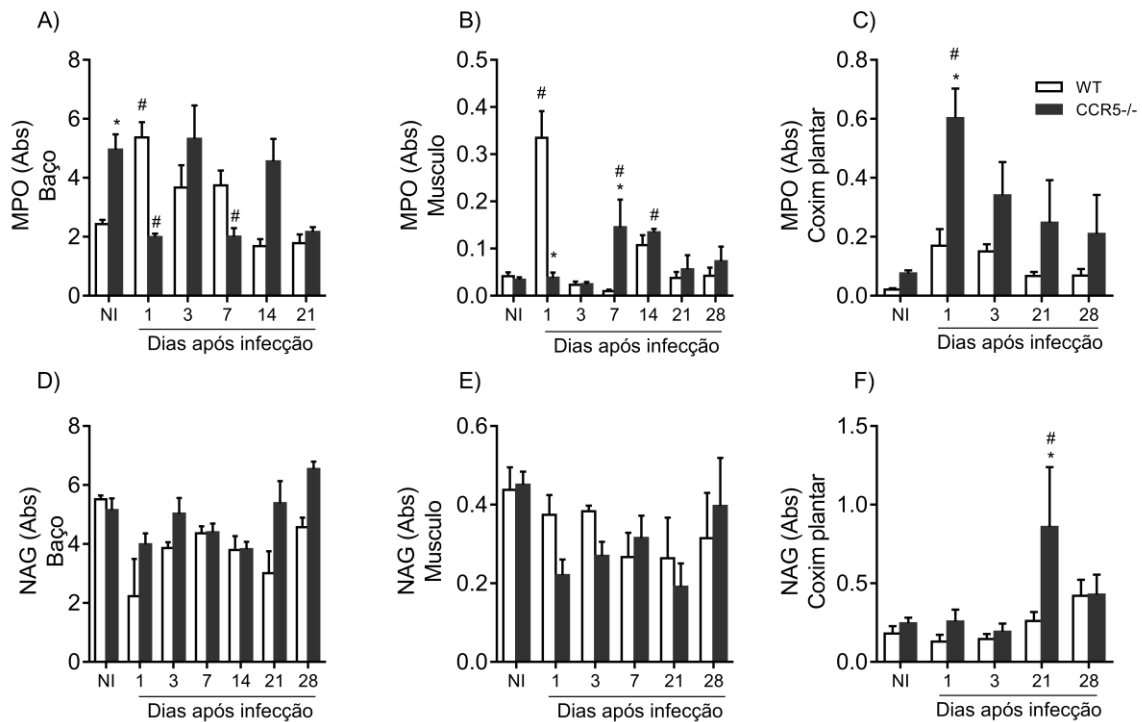 A)
MPO (Abs)
Baço
8
6
4
2
0
#
*
#
#
NI 1 3 7 14 21
Dias após infecção
B)
MPO (Abs)
Musculo
0.5
0.4
0.3
0.2
0.1
0.0
#
*
#
*
#
NI 1 3 7 14 21 28
Dias após infecção
C)
MPO (Abs)
Coxim plantar
0.8
0.6
0.4
0.2
0.0
#
*
WT
CCR5-/-
NI 1 3 21 28
Dias após infecção
D)
NAG (Abs)
Baço
8
6
4
2
0
NI 1 3 7 14 21 28
Dias após infecção
E)
NAG (Abs)
Musculo
0.6
0.4
0.2
0.0
NI 1 3 7 21 28
Dias após infecção
F)
NAG (Abs)
Coxim plantar
1.5
1.0
0.5
0.0
#
*
NI 1 3 21 28
Dias após infecção